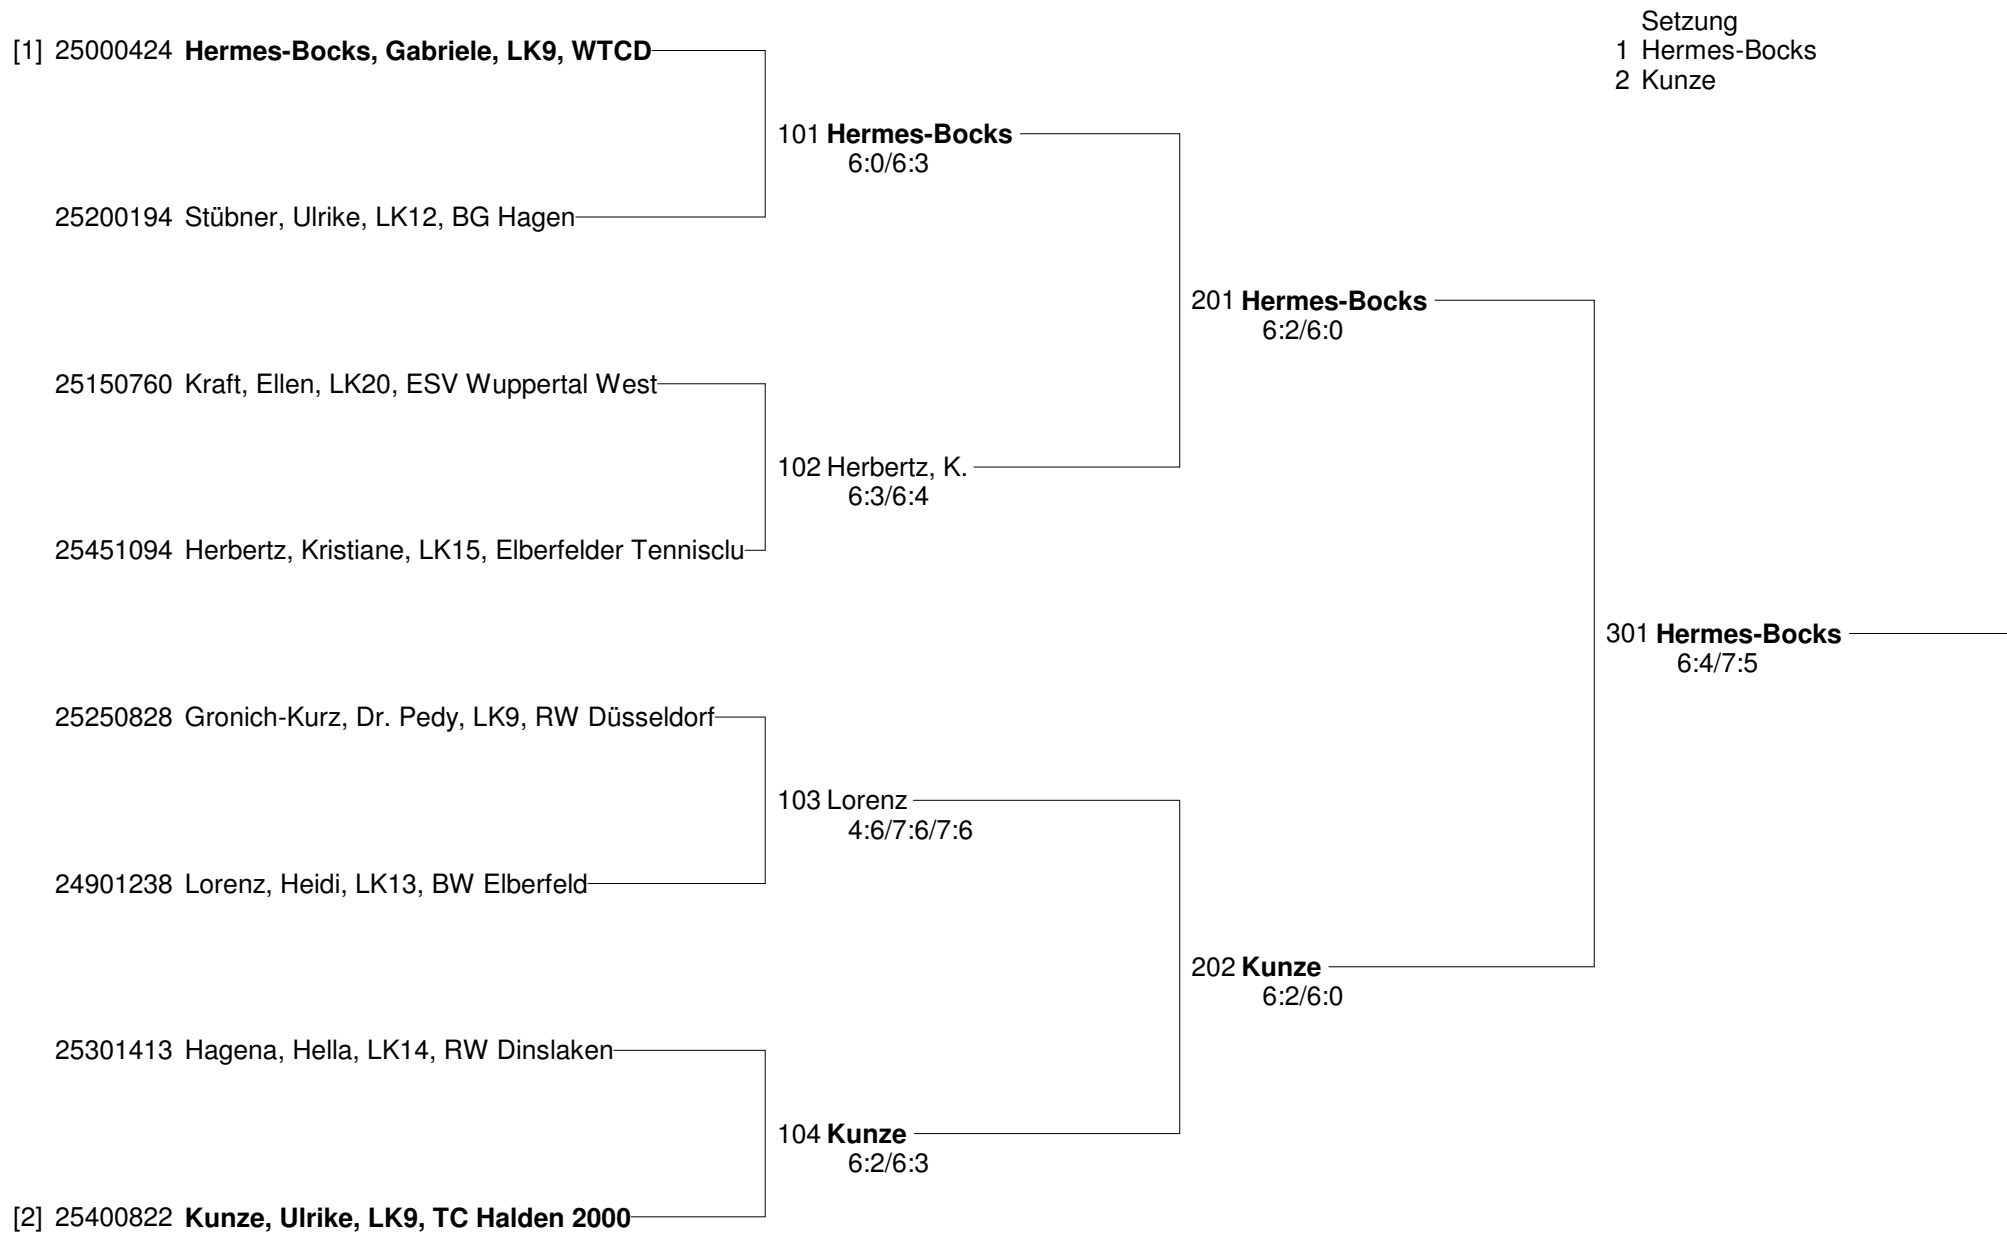 Setzung
1 Hermes-Bocks
2 Kunze
[1] 25000424 Hermes-Bocks, Gabriele, LK9, WTCD
101 Hermes-Bocks
6:0/6:3
25200194 Stübner, Ulrike, LK12, BG Hagen
201 Hermes-Bocks
6:2/6:0
25150760 Kraft, Ellen, LK20, ESV Wuppertal West
102 Herbertz, K.
6:3/6:4
25451094 Herbertz, Kristiane, LK15, Elberfelder Tennisclu
301 Hermes-Bocks
6:4/7:5
25250828 Gronich-Kurz, Dr. Pedy, LK9, RW Düsseldorf
103 Lorenz
4:6/7:6/7:6
24901238 Lorenz, Heidi, LK13, BW Elberfeld
202 Kunze
6:2/6:0
25301413 Hagena, Hella, LK14, RW Dinslaken
104 Kunze
6:2/6:3
[2] 25400822 Kunze, Ulrike, LK9, TC Halden 2000